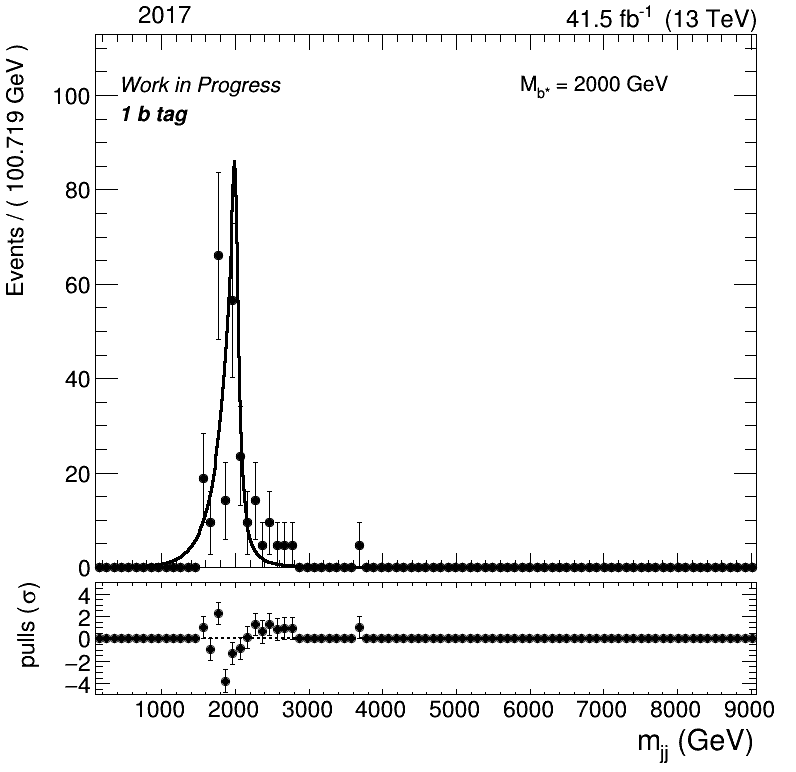 2017
41.5 fb⁻¹ (13 TeV)
Events / ( 100.719 GeV )
Work in Progress
1 b tag
M_b* = 2000 GeV
100
80
60
40
20
0
pulls (σ)
4
2
0
−2
−4
1000 2000 3000 4000 5000 6000 7000 8000 9000
m_jj (GeV)